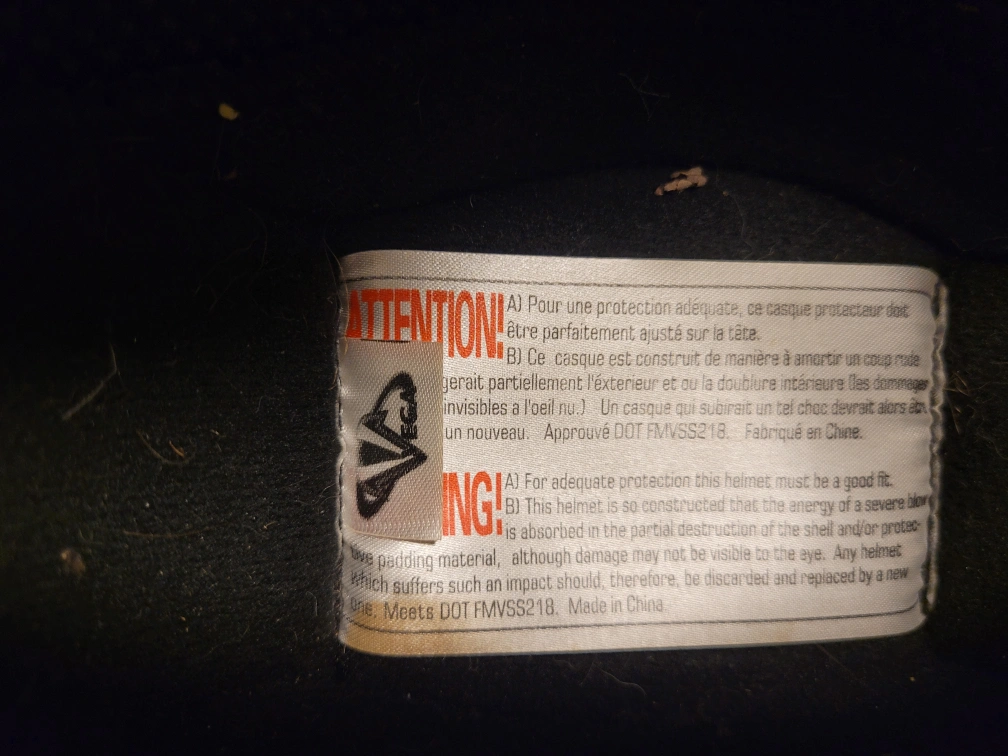 ATTENTION!
A) Pour une protection adéquate, ce casque protecteur doit
être parfaitement ajusté sur la tête.
B) Ce casque est construit de manière à amortir un coup rude
gerait partiellement l'éxterieur et ou la doublure intérieure (les dommages
invisibles a l'oeil nu.) Un casque qui subirait un tel choc devrait alors êtr
un nouveau. Approuvé DOT FMVSS218. Fabriqué en Chine.
VEGA
ING!
A) For adequate protection this helmet must be a good fit.
B) This helmet is so constructed that the energy of a severe blow
is absorbed in the partial destruction of the shell and/or protec-
tive padding material, although damage may not be visible to the eye. Any helmet
which suffers such an impact should, therefore, be discarded and replaced by a new
one. Meets DOT FMVSS218. Made in China